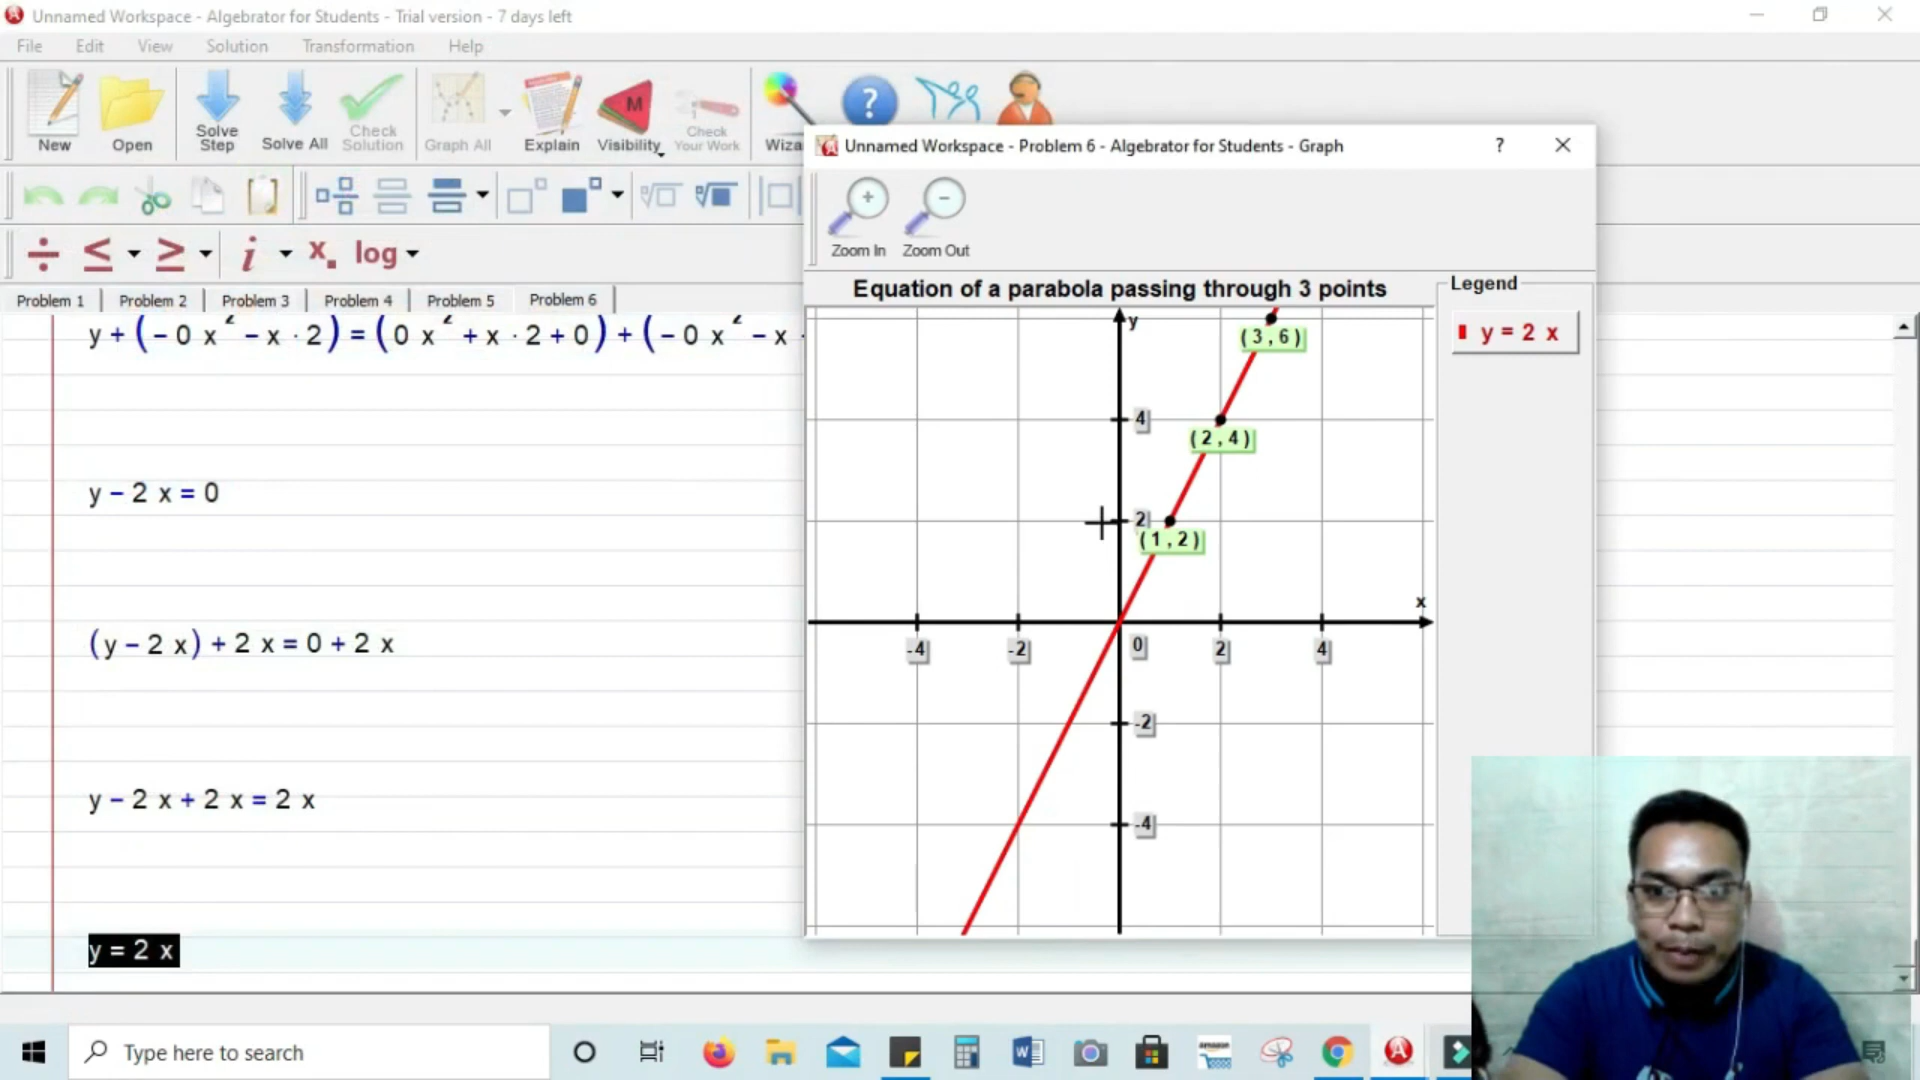 Unnamed Workspace - Algebrator for Students - Trial version - 7 days left
File Edit View Solution Transformation Help
New Open Solve Step Solve All Check Solution Graph All Explain Visibility Check Your Work Wiza
÷ ≤ ≥ i x. log
Problem 1 Problem 2 Problem 3 Problem 4 Problem 5 Problem 6
y + (- 0 x² - x · 2) = (0 x² + x · 2 + 0) + (- 0 x² - x ·
y - 2 x = 0
(y - 2 x) + 2 x = 0 + 2 x
y - 2 x + 2 x = 2 x
y = 2 x
Unnamed Workspace - Problem 6 - Algebrator for Students - Graph ?
Zoom In Zoom Out
Equation of a parabola passing through 3 points
y
(3,6)
4
(2,4)
2
(1,2)
x
-4 -2 0 2 4
-2
-4
Legend
y = 2 x
Type here to search